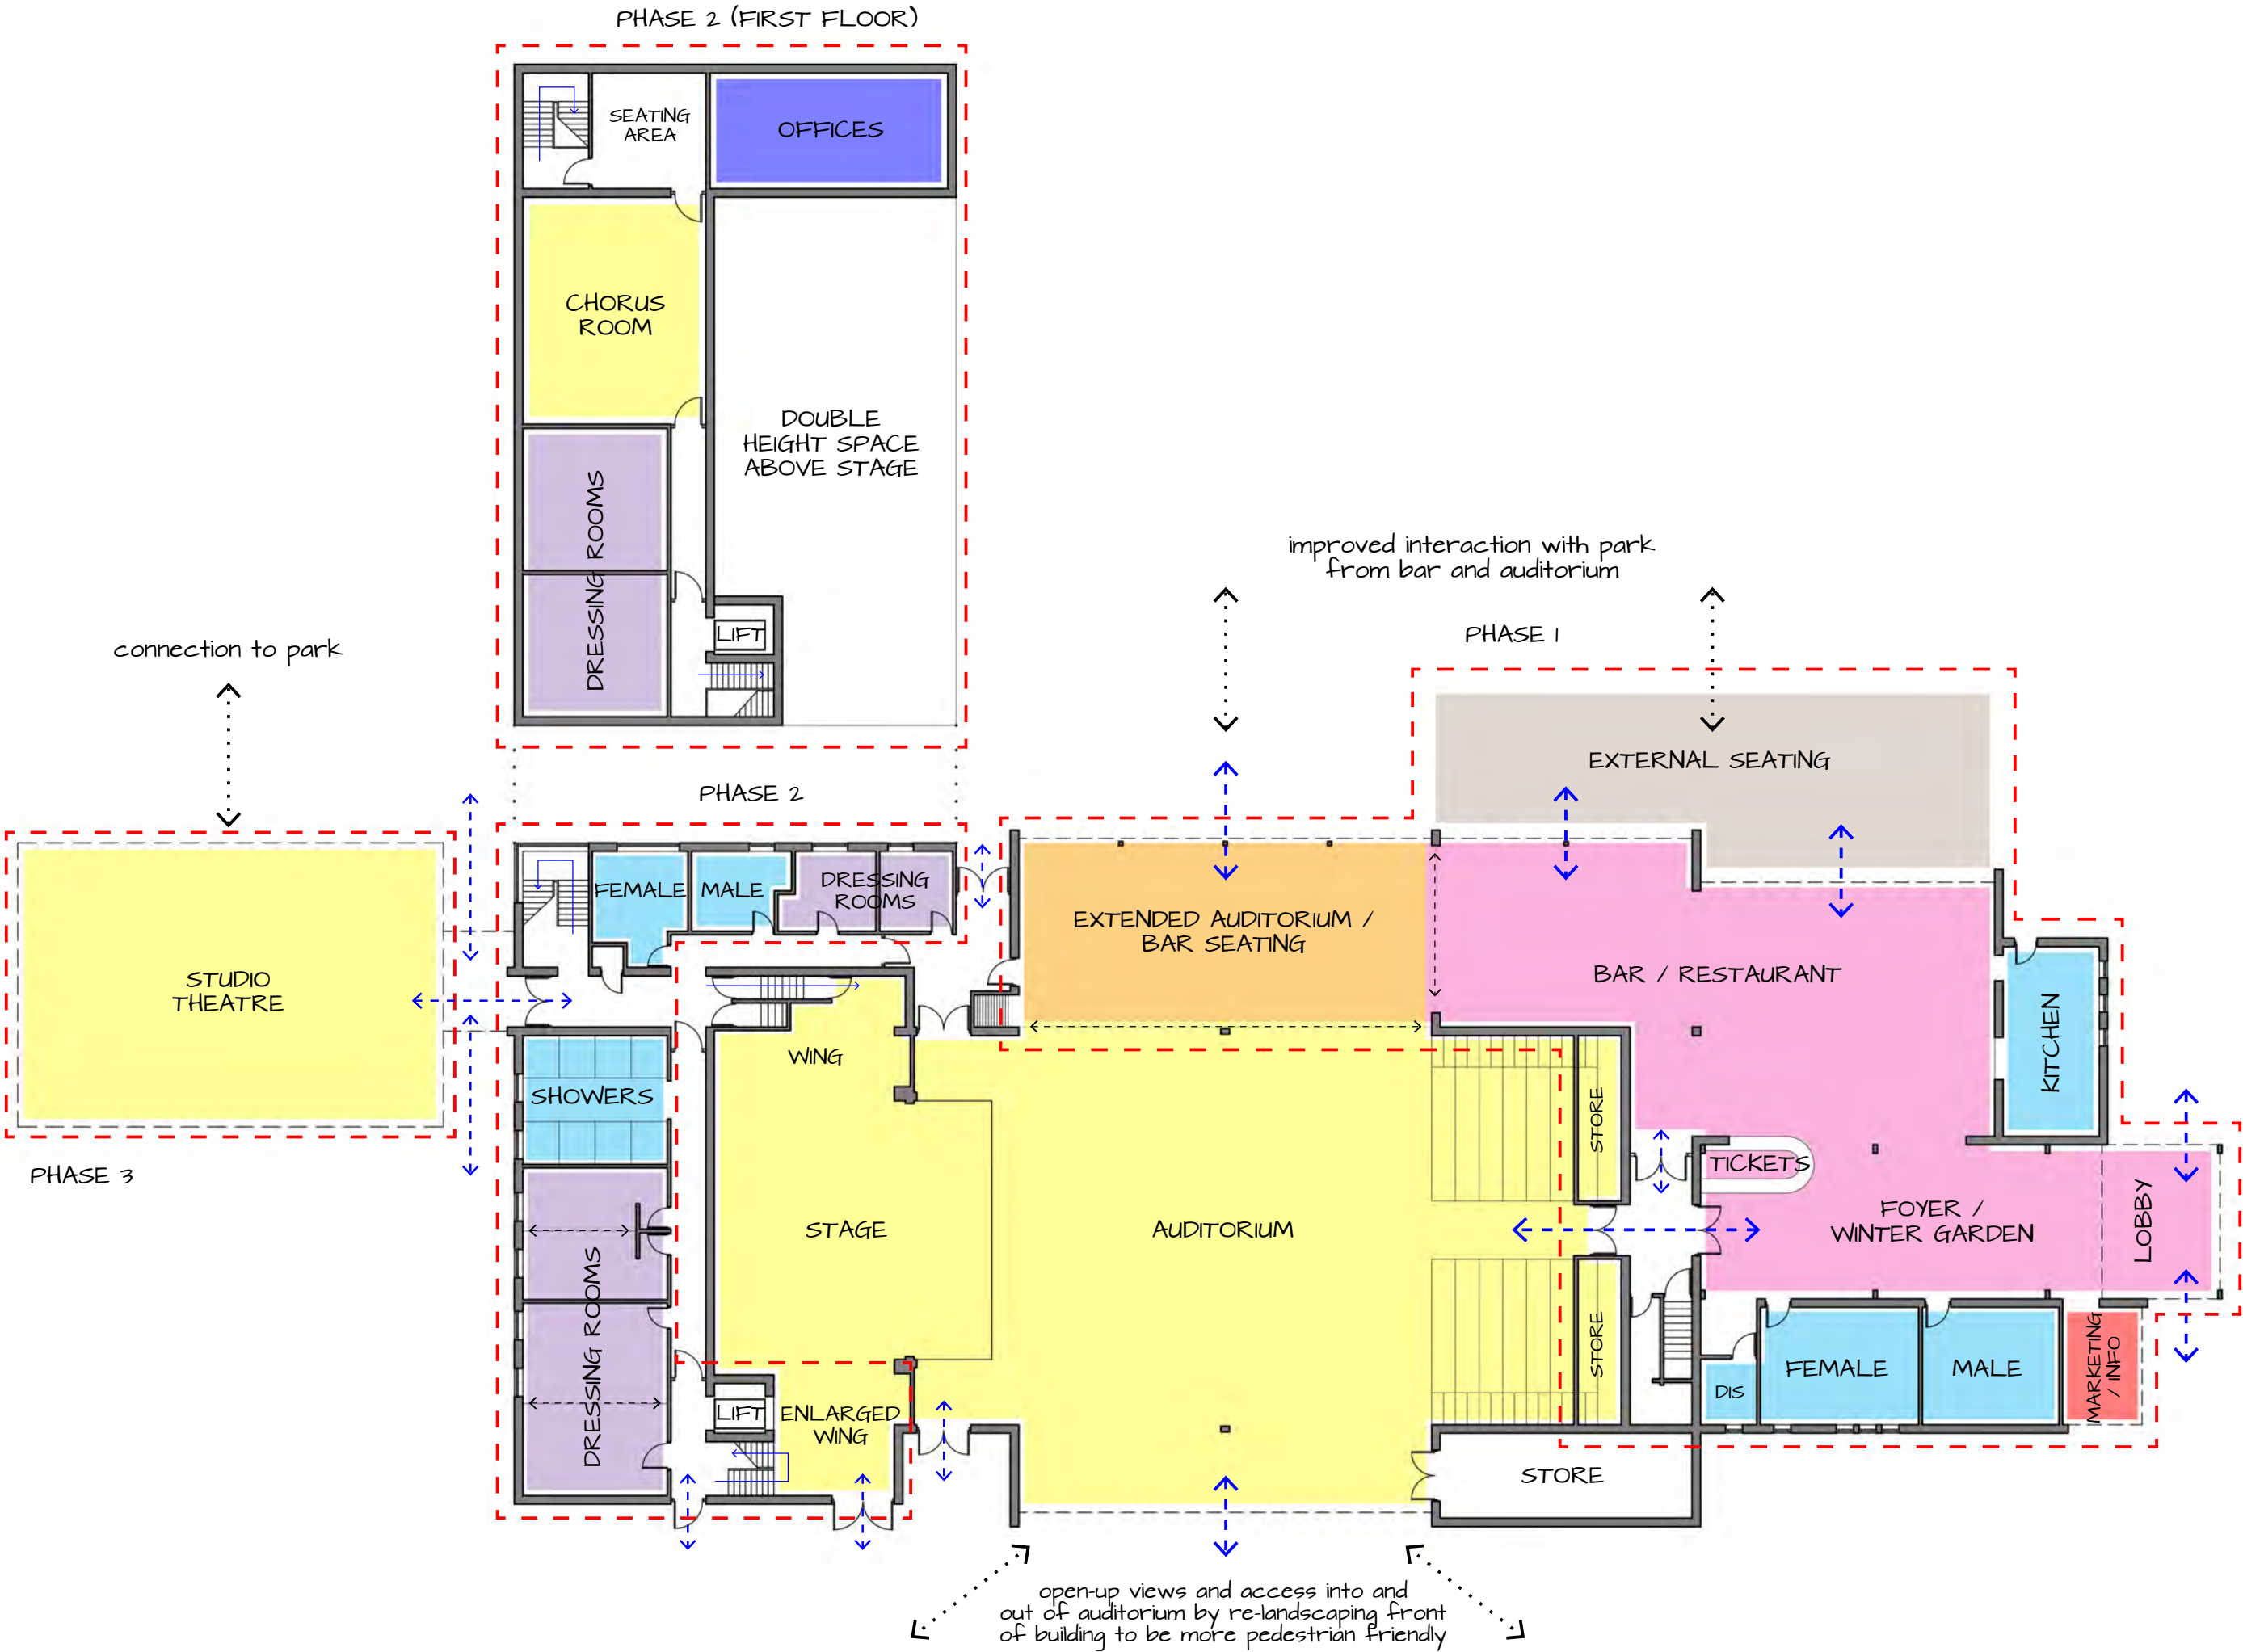 PHASE 2 (FIRST FLOOR)
SEATING
AREA
OFFICES
CHORUS
ROOM
DOUBLE
HEIGHT SPACE
ABOVE STAGE
DRESSING ROOMS
LIFT
improved interaction with park
from bar and auditorium
PHASE 1
connection to park
EXTERNAL SEATING
PHASE 2
FEMALE
MALE
DRESSING
ROOMS
EXTENDED AUDITORIUM /
BAR SEATING
BAR / RESTAURANT
STUDIO
THEATRE
KITCHEN
WING
SHOWERS
STORE
PHASE 3
TICKETS
STAGE
AUDITORIUM
FOYER /
WINTER GARDEN
LOBBY
DRESSING ROOMS
STORE
DIS
FEMALE
MALE
MARKETING
/ INFO
LIFT
ENLARGED
WING
STORE
open-up views and access into and
out of auditorium by re-landscaping front
of building to be more pedestrian friendly